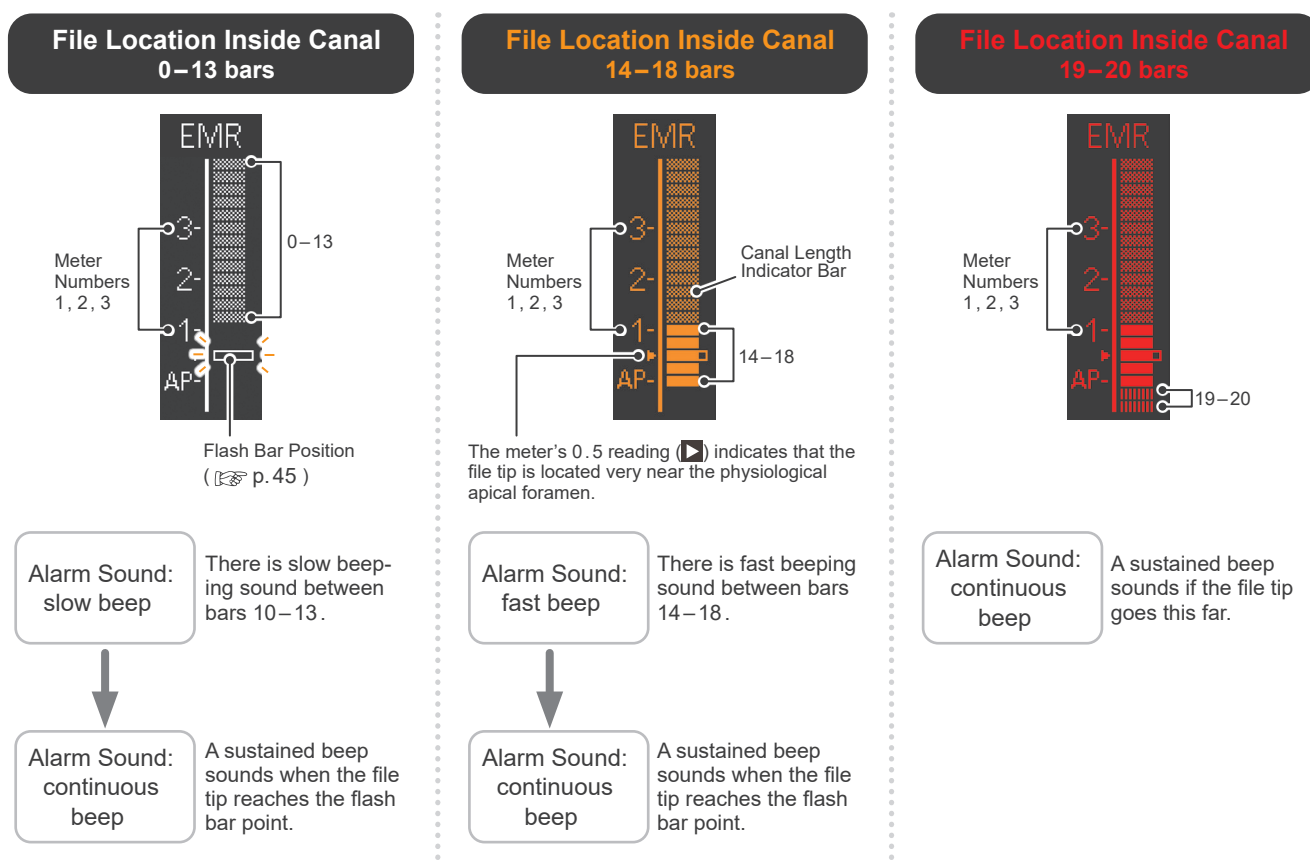 File Location Inside Canal
0–13 bars
EMR
3-
2-
1-
AP-
Meter
Numbers
1, 2, 3
0–13
Flash Bar Position
( p.45 )
Alarm Sound:
slow beep
There is slow beep-
ing sound between
bars 10–13.
Alarm Sound:
continuous
beep
A sustained beep
sounds when the file
tip reaches the flash
bar point.
File Location Inside Canal
14–18 bars
EMR
3-
2-
1-
AP-
Meter
Numbers
1, 2, 3
Canal Length
Indicator Bar
14–18
The meter's 0.5 reading (▶) indicates that the
file tip is located very near the physiological
apical foramen.
Alarm Sound:
fast beep
There is fast beeping
sound between bars
14–18.
Alarm Sound:
continuous
beep
A sustained beep
sounds when the file
tip reaches the flash
bar point.
File Location Inside Canal
19–20 bars
EMR
3-
2-
1-
AP-
Meter
Numbers
1, 2, 3
19–20
Alarm Sound:
continuous
beep
A sustained beep
sounds if the file tip
goes this far.